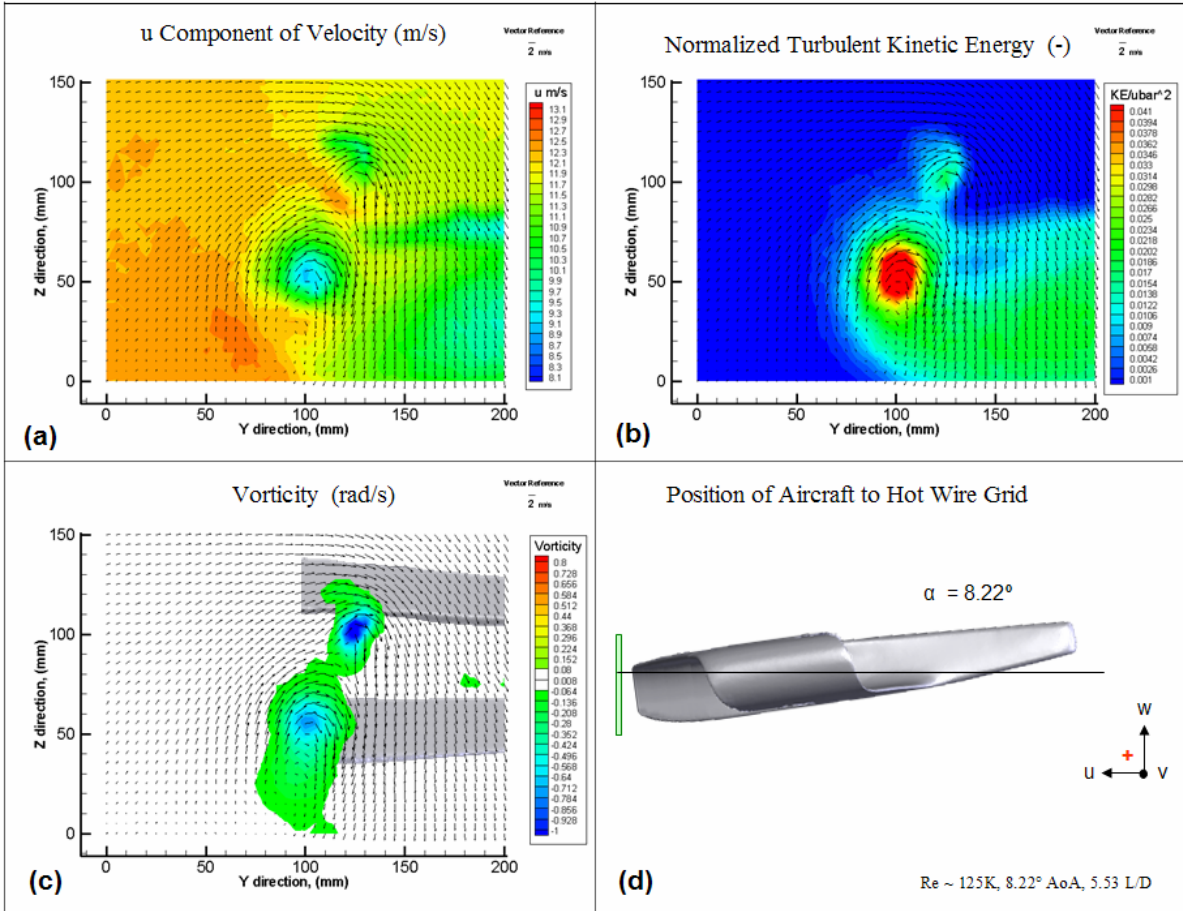 u Component of Velocity (m/s)
Vector Reference
2 m/s
150
100
50
0
Z direction, (mm)
0 50 100 150 200
Y direction, (mm)
u m/s
13.1
12.9
12.7
12.5
12.3
12.1
11.9
11.7
11.5
11.3
11.1
10.9
10.7
10.5
10.3
10.1
9.9
9.7
9.5
9.3
9.1
8.9
8.7
8.5
8.3
8.1
(a)
Normalized Turbulent Kinetic Energy (-)
Vector Reference
2 m/s
150
100
50
0
Z direction, (mm)
0 50 100 150 200
Y direction, (mm)
KE/ubar^2
0.041
0.0394
0.0378
0.0362
0.0346
0.033
0.0314
0.0298
0.0282
0.0266
0.025
0.0234
0.0218
0.0202
0.0186
0.017
0.0154
0.0138
0.0122
0.0106
0.009
0.0074
0.0058
0.0042
0.0026
0.001
(b)
Vorticity (rad/s)
Vector Reference
2 m/s
150
100
50
0
Z direction, (mm)
0 50 100 150 200
Y direction, (mm)
Vorticity
0.8
0.728
0.656
0.584
0.512
0.44
0.368
0.296
0.224
0.152
0.08
0.008
-0.064
-0.136
-0.208
-0.28
-0.352
-0.424
-0.496
-0.568
-0.64
-0.712
-0.784
-0.856
-0.928
-1
(c)
Position of Aircraft to Hot Wire Grid
α = 8.22º
w
+
u
v
(d)
Re ~ 125K, 8.22° AoA, 5.53 L/D